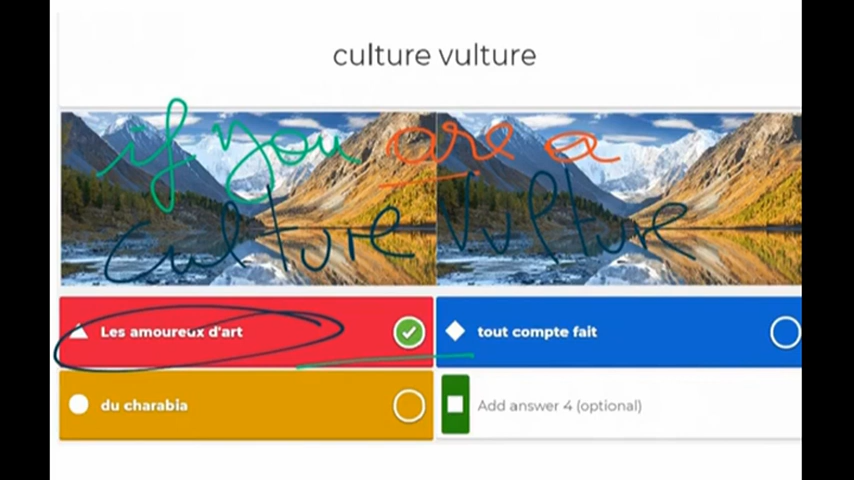 culture vulture
if you are a
culture vulture
Les amoureux d'art
tout compte fait
du charabia
Add answer 4 (optional)